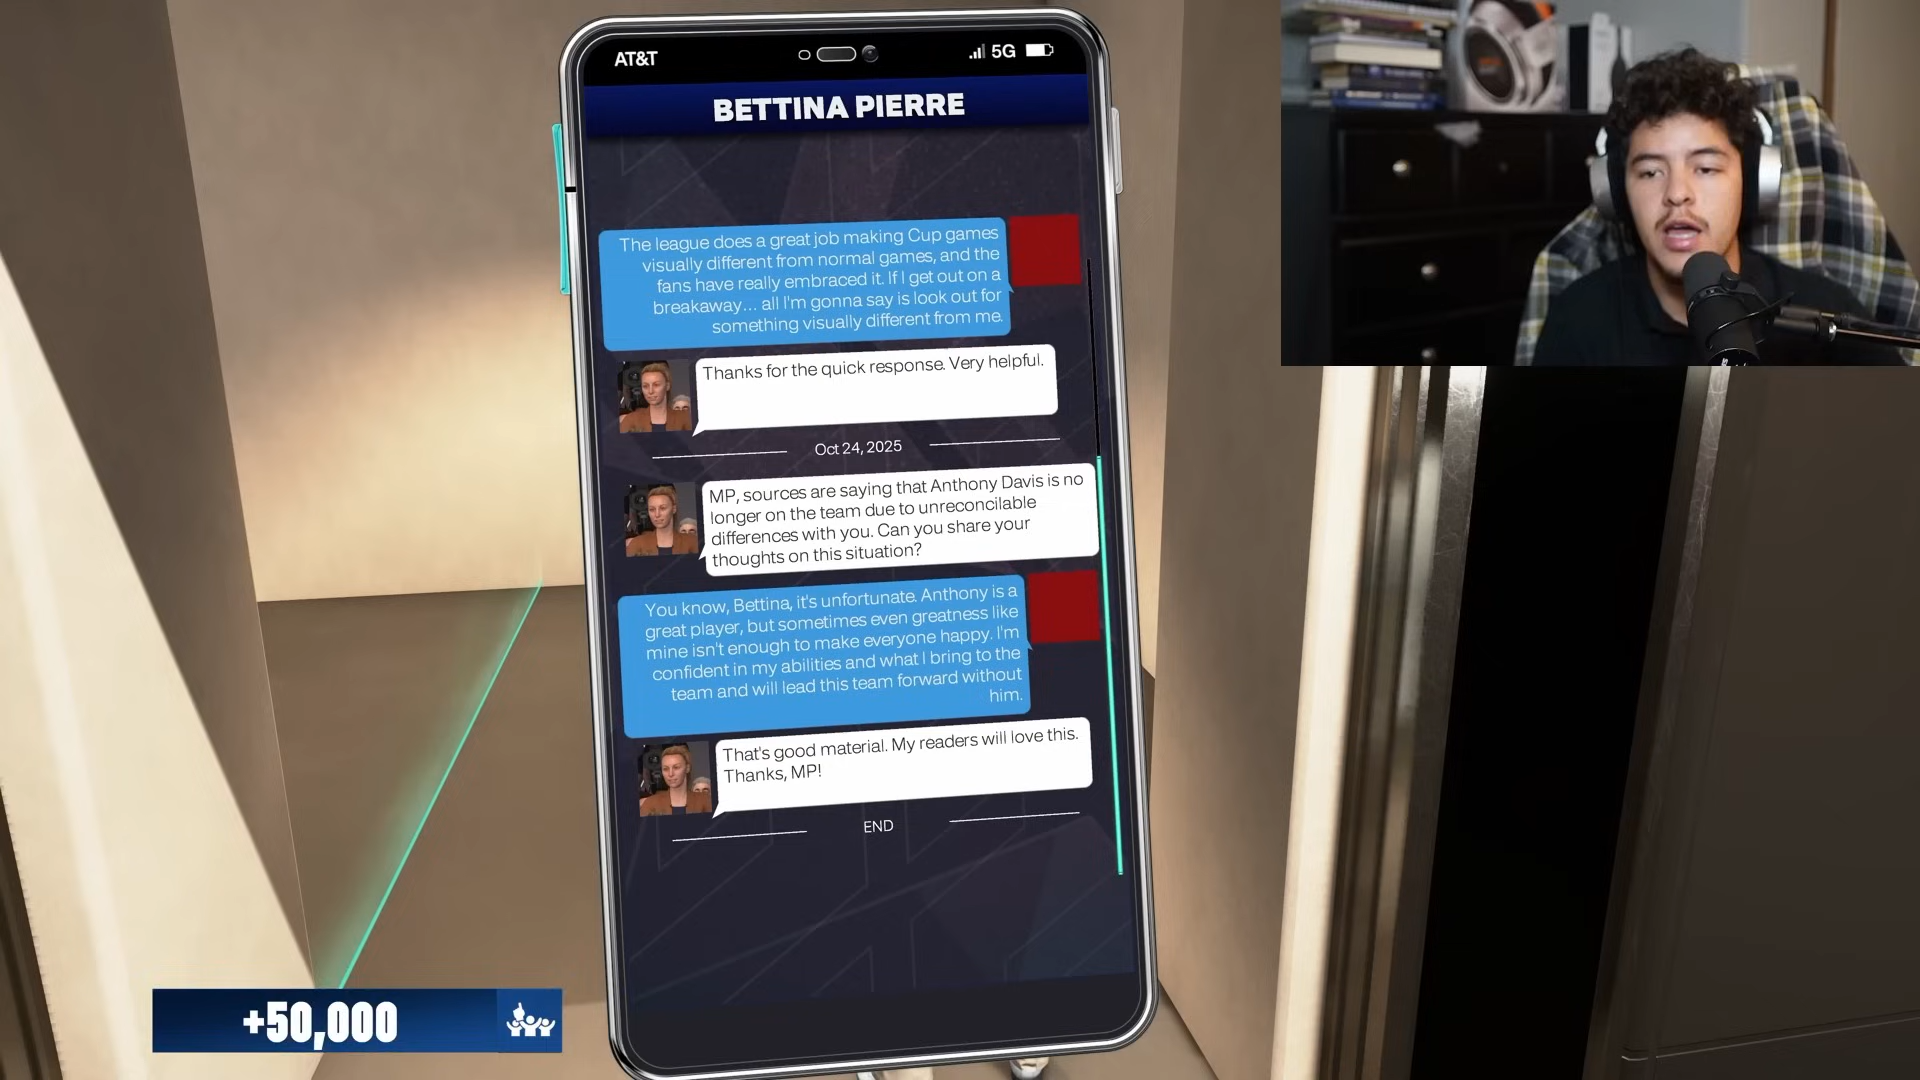 AT&T
5G
BETTINA PIERRE
The league does a great job making Cup games
visually different from normal games, and the
fans have really embraced it. If I get out on a
breakaway... all I'm gonna say is look out for
something visually different from me.
Thanks for the quick response. Very helpful.
Oct 24, 2025
MP, sources are saying that Anthony Davis is no
longer on the team due to unreconcilable
differences with you. Can you share your
thoughts on this situation?
You know, Bettina, it's unfortunate. Anthony is a
great player, but sometimes even greatness like
mine isn't enough to make everyone happy. I'm
confident in my abilities and what I bring to the
team and will lead this team forward without
him.
That's good material. My readers will love this.
Thanks, MP!
END
+50,000